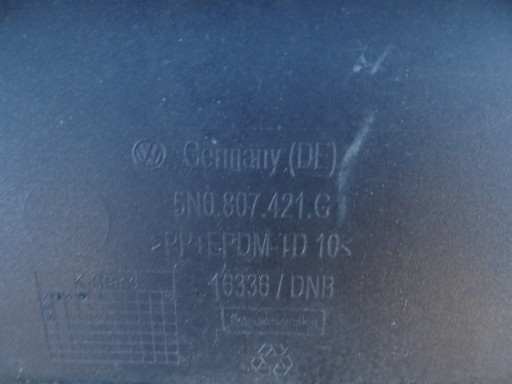 Germany (DE)
5N0.807.421.G
>PP+EPDM-TD 10<
16336 / DNB